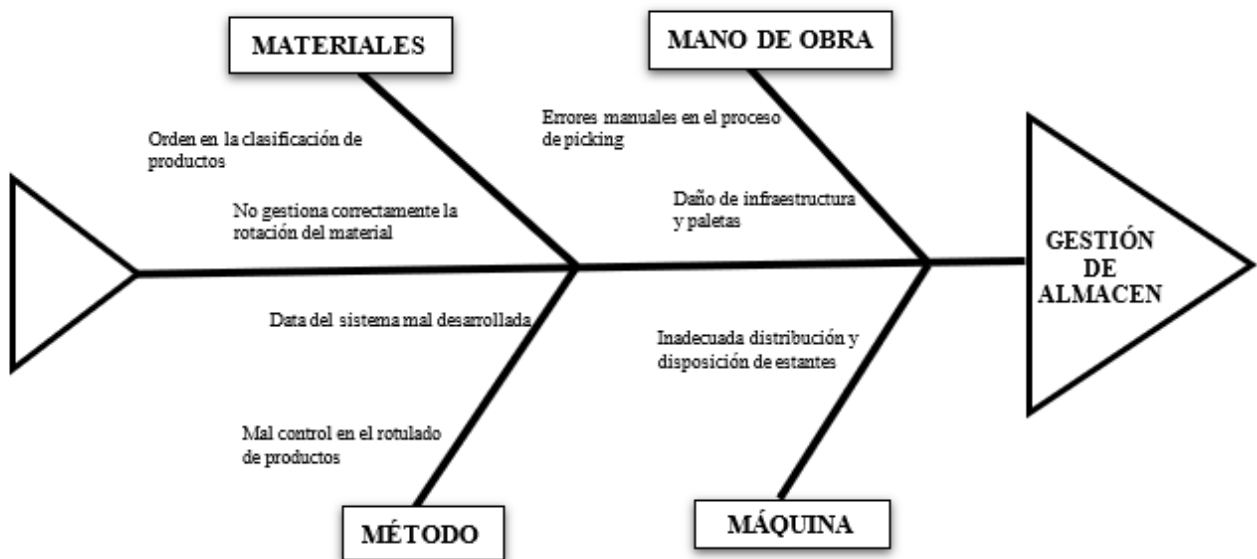 MATERIALES
MANO DE OBRA
Orden en la clasificación de
productos
Errores manuales en el proceso
de picking
No gestiona correctamente la
rotación del material
Daño de infraestructura
y paletas
GESTIÓN
DE
ALMACEN
Data del sistema mal desarrollada
Inadecuada distribución y
disposición de estantes
Mal control en el rotulado
de productos
MÉTODO
MÁQUINA